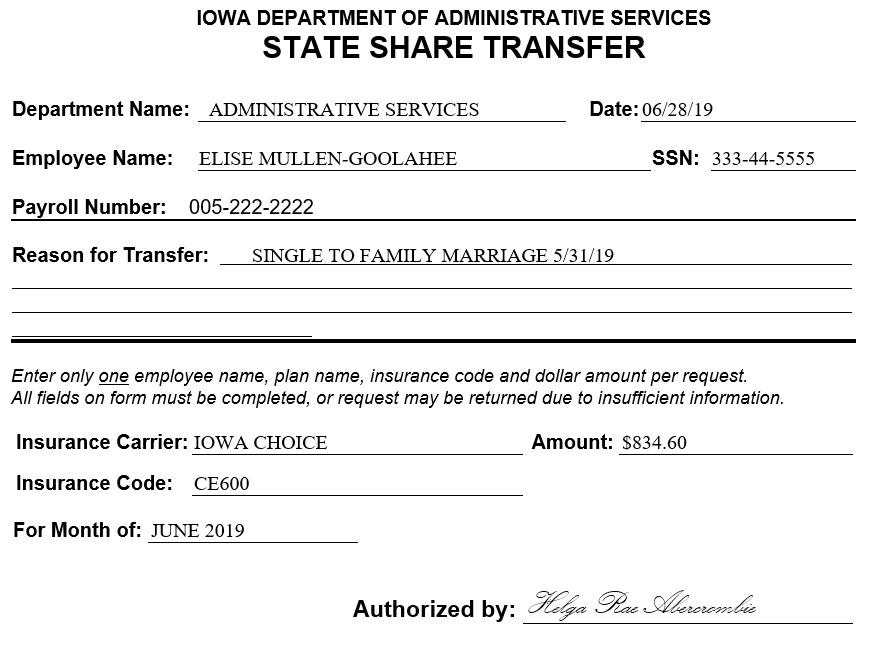 IOWA DEPARTMENT OF ADMINISTRATIVE SERVICES
STATE SHARE TRANSFER
Department Name: ADMINISTRATIVE SERVICES Date: 06/28/19
Employee Name: ELISE MULLEN-GOOLAHEE SSN: 333-44-5555
Payroll Number: 005-222-2222
Reason for Transfer: SINGLE TO FAMILY MARRIAGE 5/31/19
Enter only one employee name, plan name, insurance code and dollar amount per request.
All fields on form must be completed, or request may be returned due to insufficient information.
Insurance Carrier: IOWA CHOICE Amount: $834.60
Insurance Code: CE600
For Month of: JUNE 2019
Authorized by: Helga Rae Abercrombie